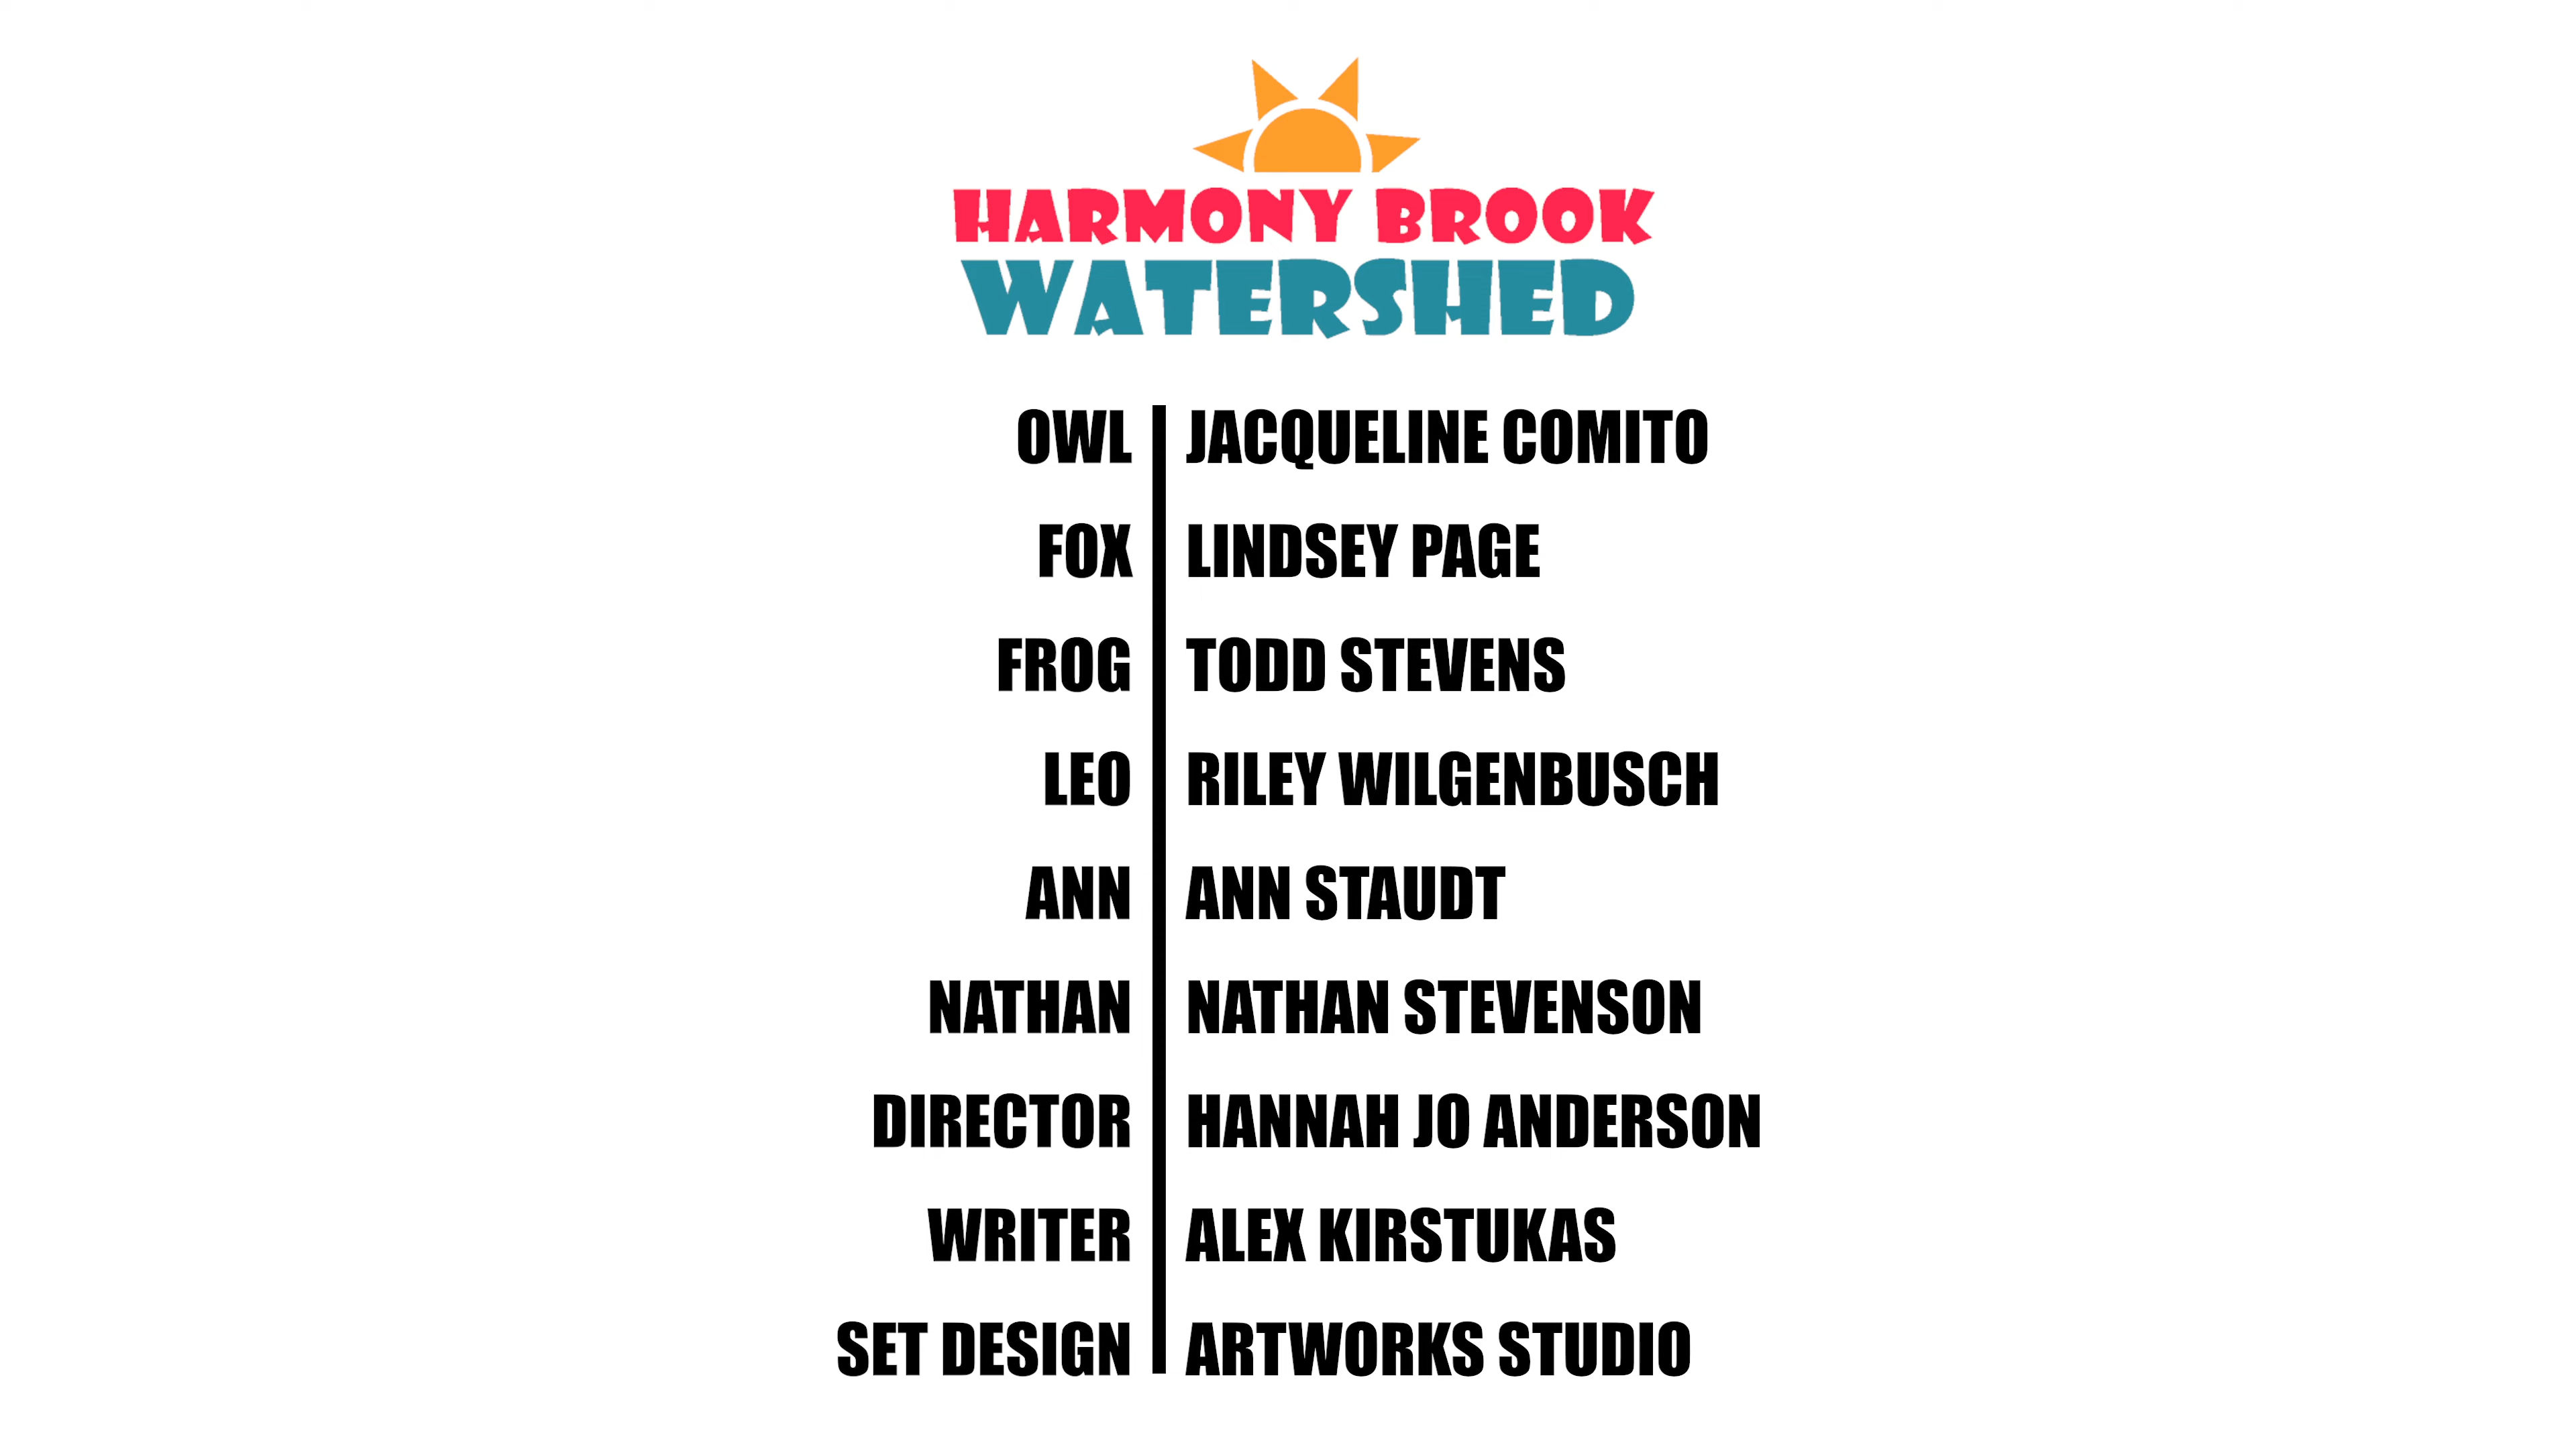 HARMONY BROOK
WATERSHED
OWL JACQUELINE COMITO
FOX LINDSEY PAGE
FROG TODD STEVENS
LEO RILEY WILGENBUSCH
ANN ANN STAUDT
NATHAN NATHAN STEVENSON
DIRECTOR HANNAH JO ANDERSON
WRITER ALEX KIRSTUKAS
SET DESIGN ARTWORKS STUDIO